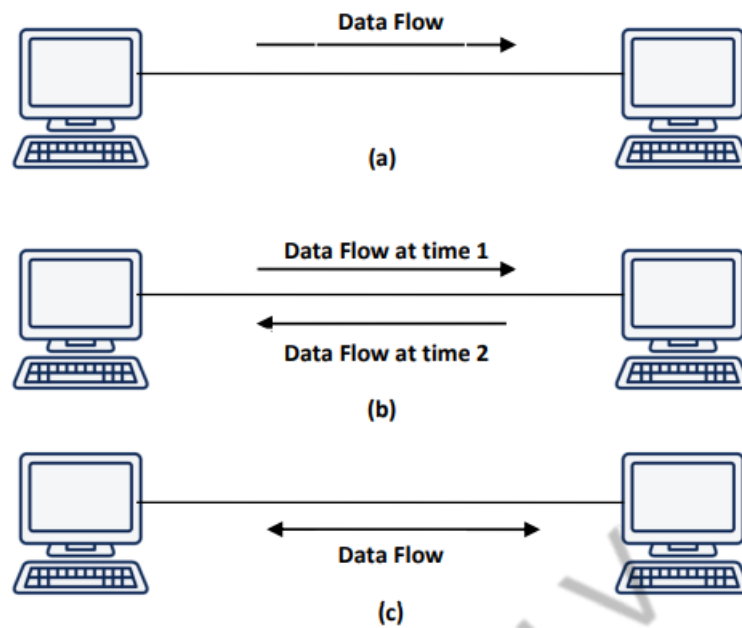 Data Flow
(a)
Data Flow at time 1
Data Flow at time 2
(b)
Data Flow
(c)